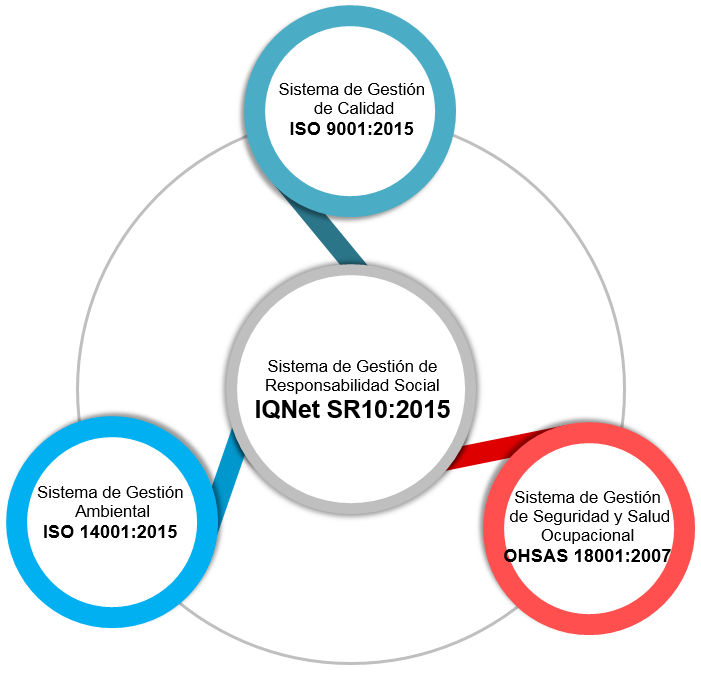 Sistema de Gestión
de Calidad
ISO 9001:2015
Sistema de Gestión de
Responsabilidad Social
IQNet SR10:2015
Sistema de Gestión
Ambiental
ISO 14001:2015
Sistema de Gestión
de Seguridad y Salud
Ocupacional
OHSAS 18001:2007